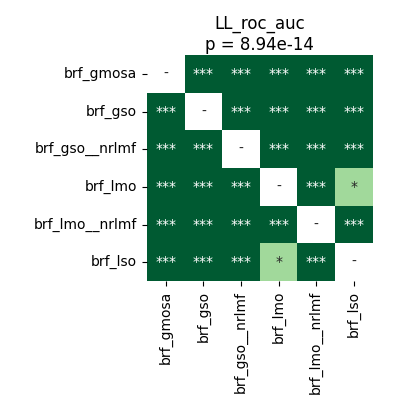 LL_roc_auc
p = 8.94e-14
brf_gmosa - *** *** *** *** ***
brf_gso *** - *** *** *** ***
brf_gso__nrlmf *** *** - *** *** ***
brf_lmo *** *** *** - *** *
brf_lmo__nrlmf *** *** *** *** - ***
brf_lso *** *** *** * *** -
brf_gmosa
brf_gso
brf_gso__nrlmf
brf_lmo
brf_lmo__nrlmf
brf_lso